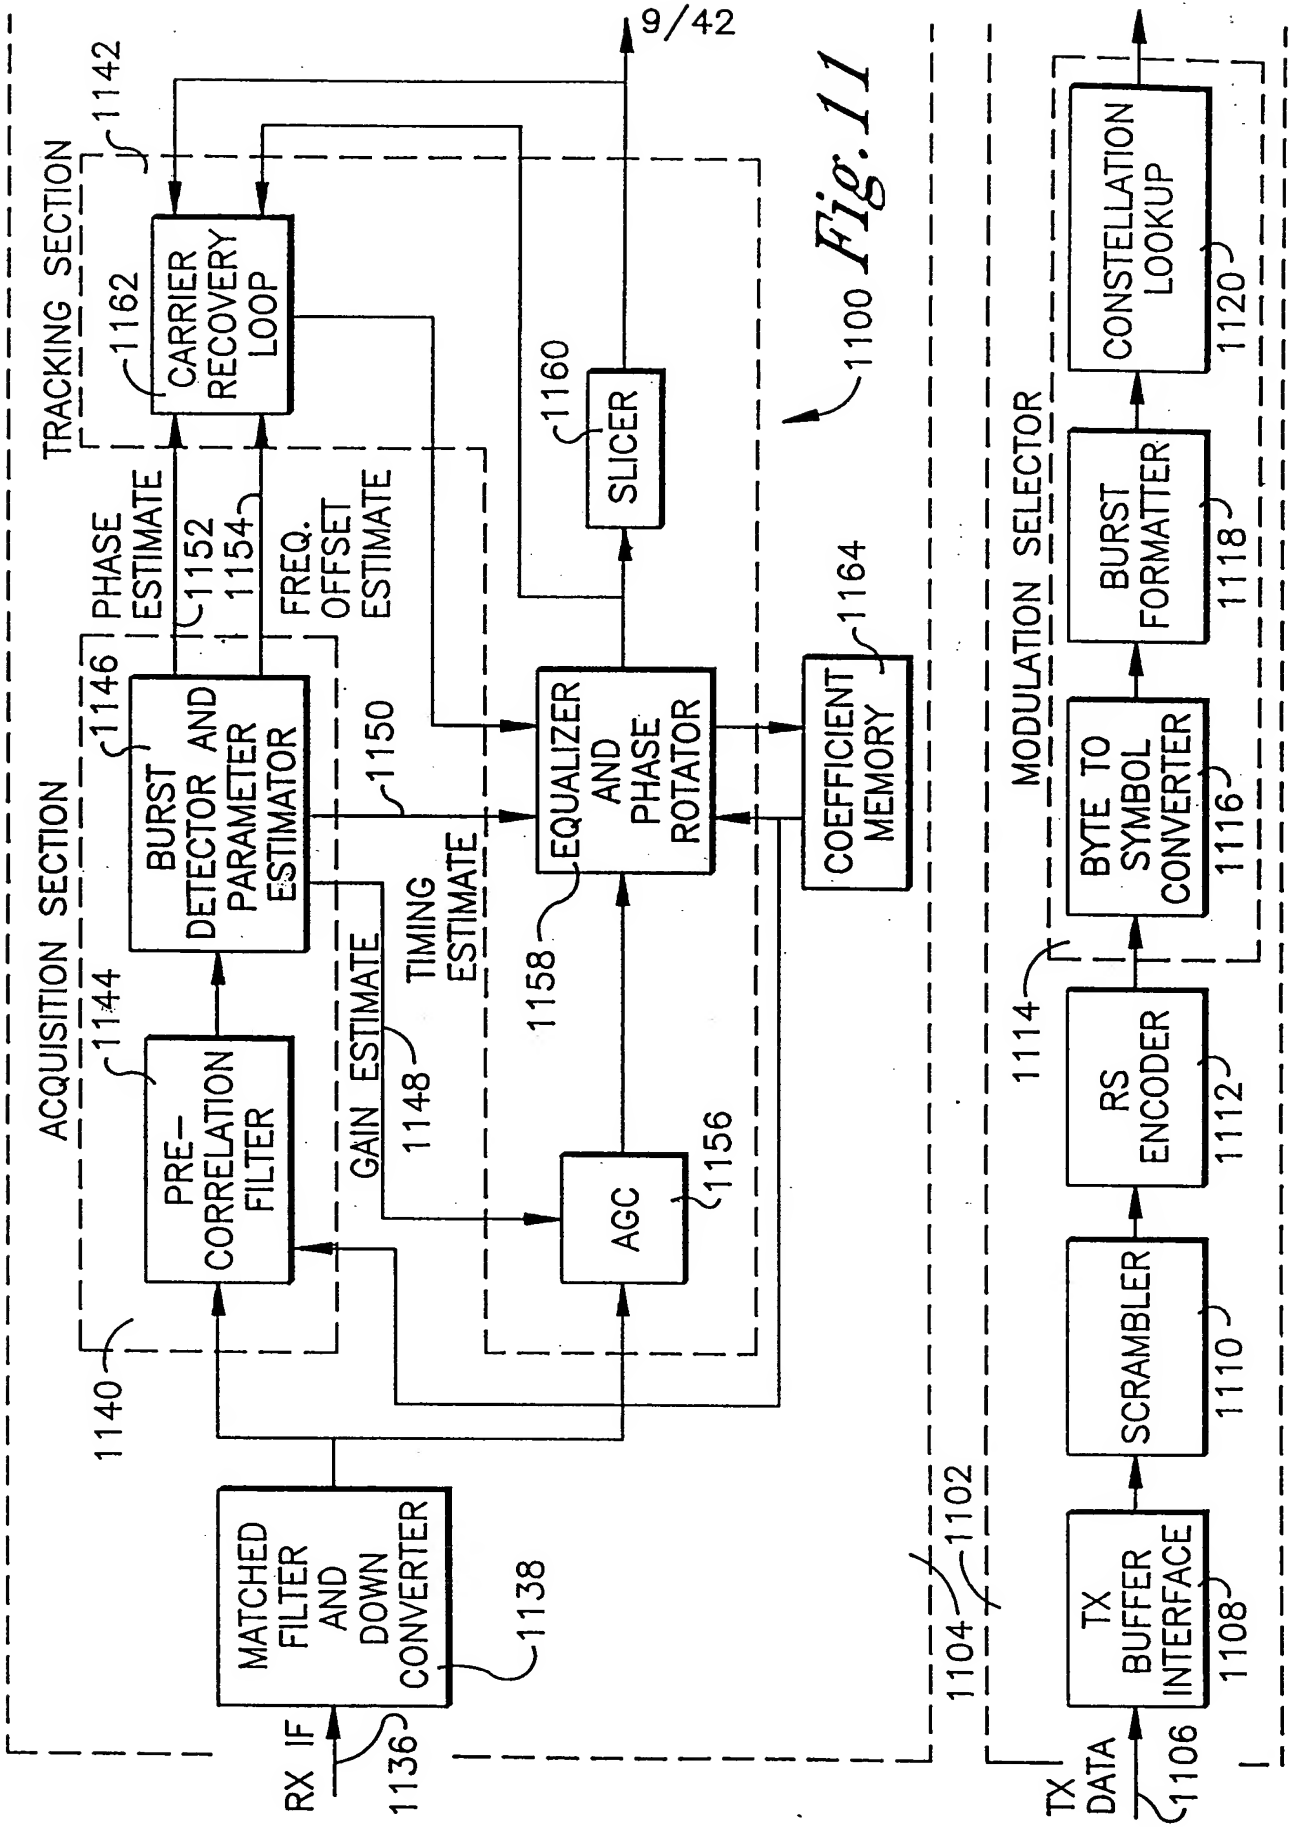 ACQUISITION SECTION
TRACKING SECTION
1140
1144
1146
1142
PRE-
CORRELATION
FILTER
BURST
DETECTOR AND
PARAMETER
ESTIMATOR
PHASE
ESTIMATE
1152
1154
FREQ.
OFFSET
ESTIMATE
1162
CARRIER
RECOVERY
LOOP
RX IF
1136
MATCHED
FILTER
AND
DOWN
CONVERTER
1138
GAIN ESTIMATE
1148
TIMING
ESTIMATE
1150
AGC
1156
1158
EQUALIZER
AND
PHASE
ROTATOR
SLICER
1160
9/42
COEFFICIENT
MEMORY
1164
1100
Fig. 11
1104
1102
TX
DATA
1106
TX
BUFFER
INTERFACE
1108
SCRAMBLER
1110
RS
ENCODER
1112
1114
MODULATION SELECTOR
BYTE TO
SYMBOL
CONVERTER
1116
BURST
FORMATTER
1118
CONSTELLATION
LOOKUP
1120